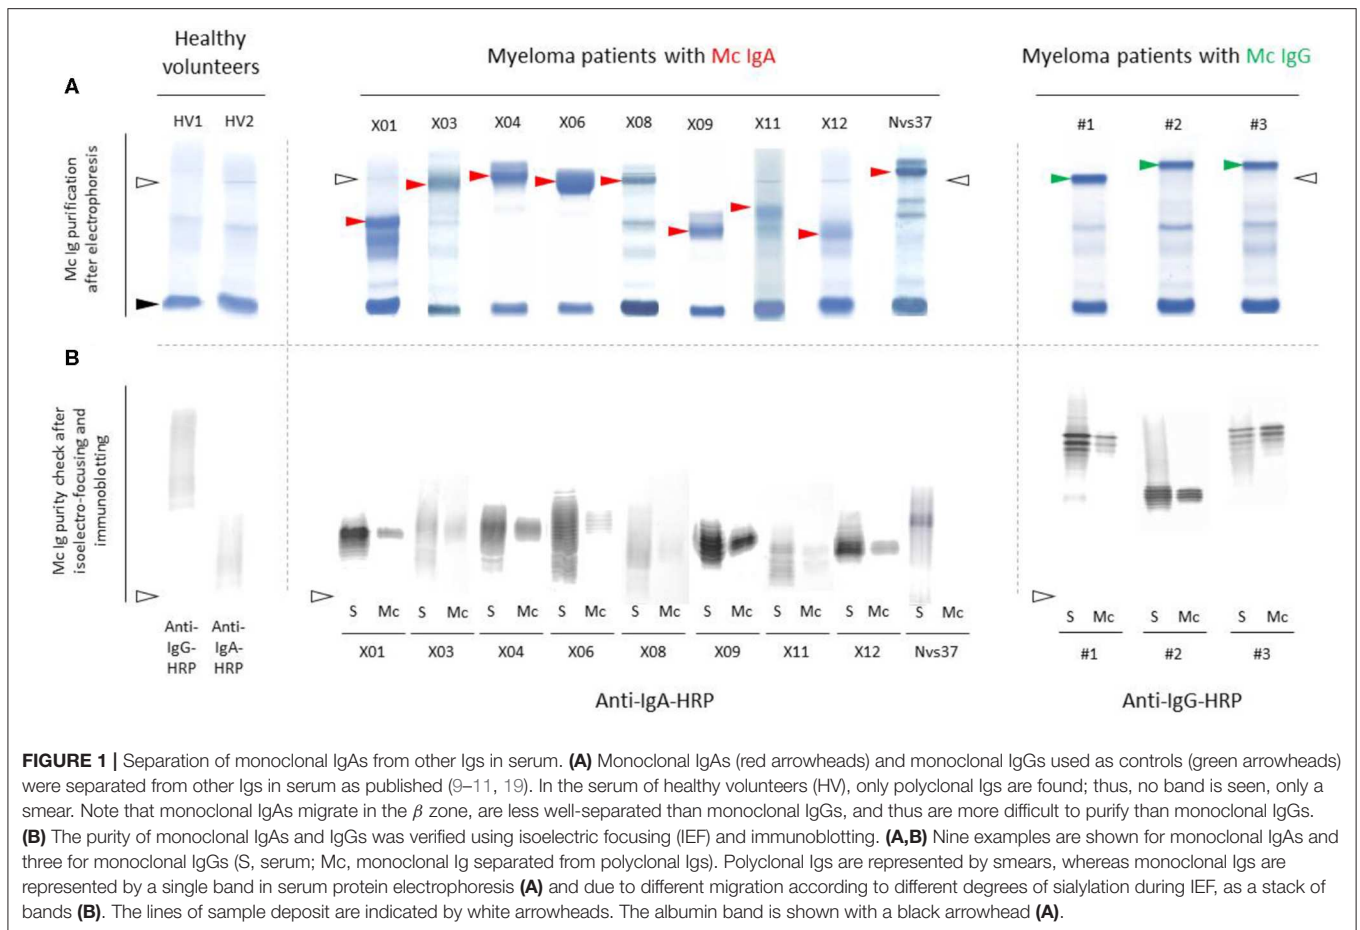 Healthy
volunteers
Myeloma patients with Mc IgA
Myeloma patients with Mc IgG
A
HV1 HV2 X01 X03 X04 X06 X08 X09 X11 X12 Nvs37 #1 #2 #3
Mc Ig purification
after electrophoresis
B
Mc Ig purity check after
isoelectro-focusing and
immunoblotting
S Mc S Mc S Mc S Mc S Mc S Mc S Mc S Mc S Mc S Mc S Mc S Mc
Anti-
IgG-
HRP
Anti-
IgA-
HRP
X01 X03 X04 X06 X08 X09 X11 X12 Nvs37 #1 #2 #3
Anti-IgA-HRP
Anti-IgG-HRP
FIGURE 1 | Separation of monoclonal IgAs from other Igs in serum. (A) Monoclonal IgAs (red arrowheads) and monoclonal IgGs used as controls (green arrowheads)
were separated from other Igs in serum as published (9–11, 19). In the serum of healthy volunteers (HV), only polyclonal Igs are found; thus, no band is seen, only a
smear. Note that monoclonal IgAs migrate in the β zone, are less well-separated than monoclonal IgGs, and thus are more difficult to purify than monoclonal IgGs.
(B) The purity of monoclonal IgAs and IgGs was verified using isoelectric focusing (IEF) and immunoblotting. (A,B) Nine examples are shown for monoclonal IgAs and
three for monoclonal IgGs (S, serum; Mc, monoclonal Ig separated from polyclonal Igs). Polyclonal Igs are represented by smears, whereas monoclonal Igs are
represented by a single band in serum protein electrophoresis (A) and due to different migration according to different degrees of sialylation during IEF, as a stack of
bands (B). The lines of sample deposit are indicated by white arrowheads. The albumin band is shown with a black arrowhead (A).